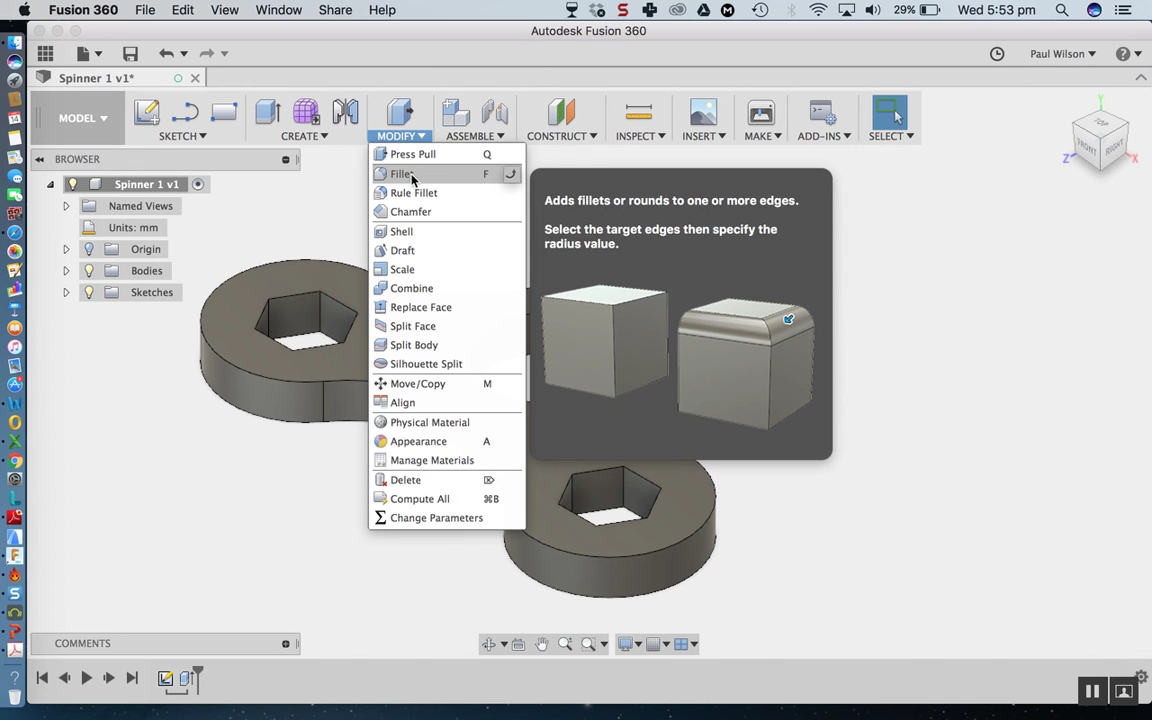 Fusion 360 File Edit View Window Share Help 29% Wed 5:53 pm
Autodesk Fusion 360
Paul Wilson
Spinner 1 v1*
MODEL
SKETCH CREATE MODIFY ASSEMBLE CONSTRUCT INSPECT INSERT MAKE ADD-INS SELECT
BROWSER
Spinner 1 v1
Named Views
Units: mm
Origin
Bodies
Sketches
Press Pull Q
Fillet F
Rule Fillet
Chamfer
Shell
Draft
Scale
Combine
Replace Face
Split Face
Split Body
Silhouette Split
Move/Copy M
Align
Physical Material
Appearance A
Manage Materials
Delete ⌦
Compute All ⌘B
Change Parameters
Adds fillets or rounds to one or more edges.
Select the target edges then specify the
radius value.
TOP
FRONT
RIGHT
Y
Z
X
COMMENTS